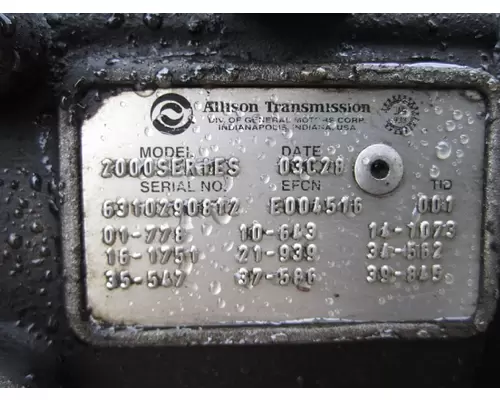 Allison Transmission
DIV. OF GENERAL MOTORS CORP.
INDIANAPOLIS, INDIANA, USA
MODEL DATE
2000SERIES 03C28
SERIAL NO. EFCN TID
6310290812 E004516 001
01-778 10-643 14-1073
16-1751 21-939 34-562
35-547 37-586 39-845